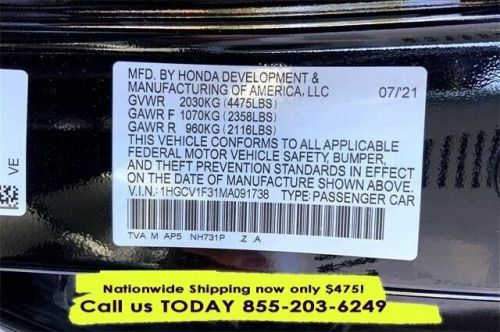 MFD. BY HONDA DEVELOPMENT &
MANUFACTURING OF AMERICA, LLC
07/21
GVWR 2030KG (4475LBS)
GAWR F 1070KG (2358LBS)
GAWR R 960KG (2116LBS)
THIS VEHICLE CONFORMS TO ALL APPLICABLE
FEDERAL MOTOR VEHICLE SAFETY, BUMPER,
AND THEFT PREVENTION STANDARDS IN EFFECT
ON THE DATE OF MANUFACTURE SHOWN ABOVE.
V.I.N.: 1HGCV1F31MA091738 TYPE: PASSENGER CAR
TVA M AP5 NH731P .Z .A
VE
Nationwide Shipping now only $475!
Call us TODAY 855-203-6249